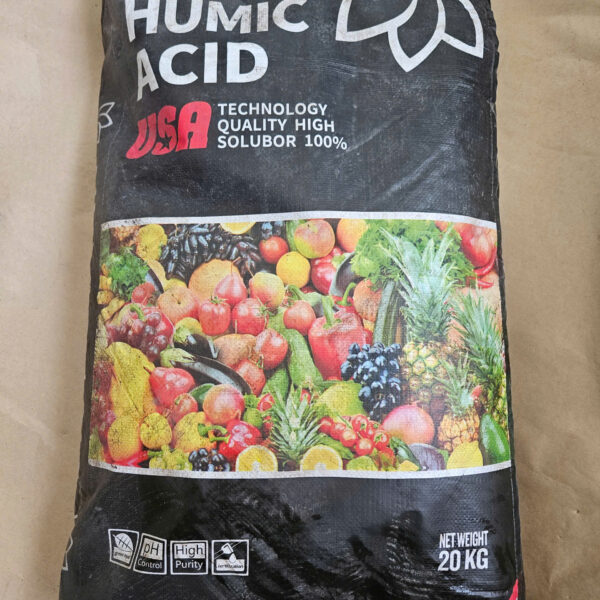 HUMIC
ACID
USA
TECHNOLOGY
QUALITY HIGH
SOLUBOR 100%
pH
Control
High
Purity
NET WEIGHT
20 KG